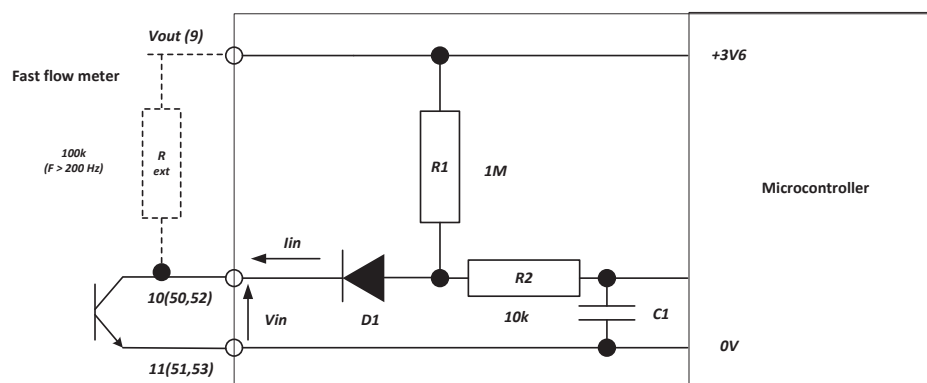 Vout (9)
+3V6
Fast flow meter
100k
(F > 200 Hz)
R
ext
R1
1M
Microcontroller
Iin
R2
10(50,52)
Vin
D1
10k
C1
0V
11(51,53)